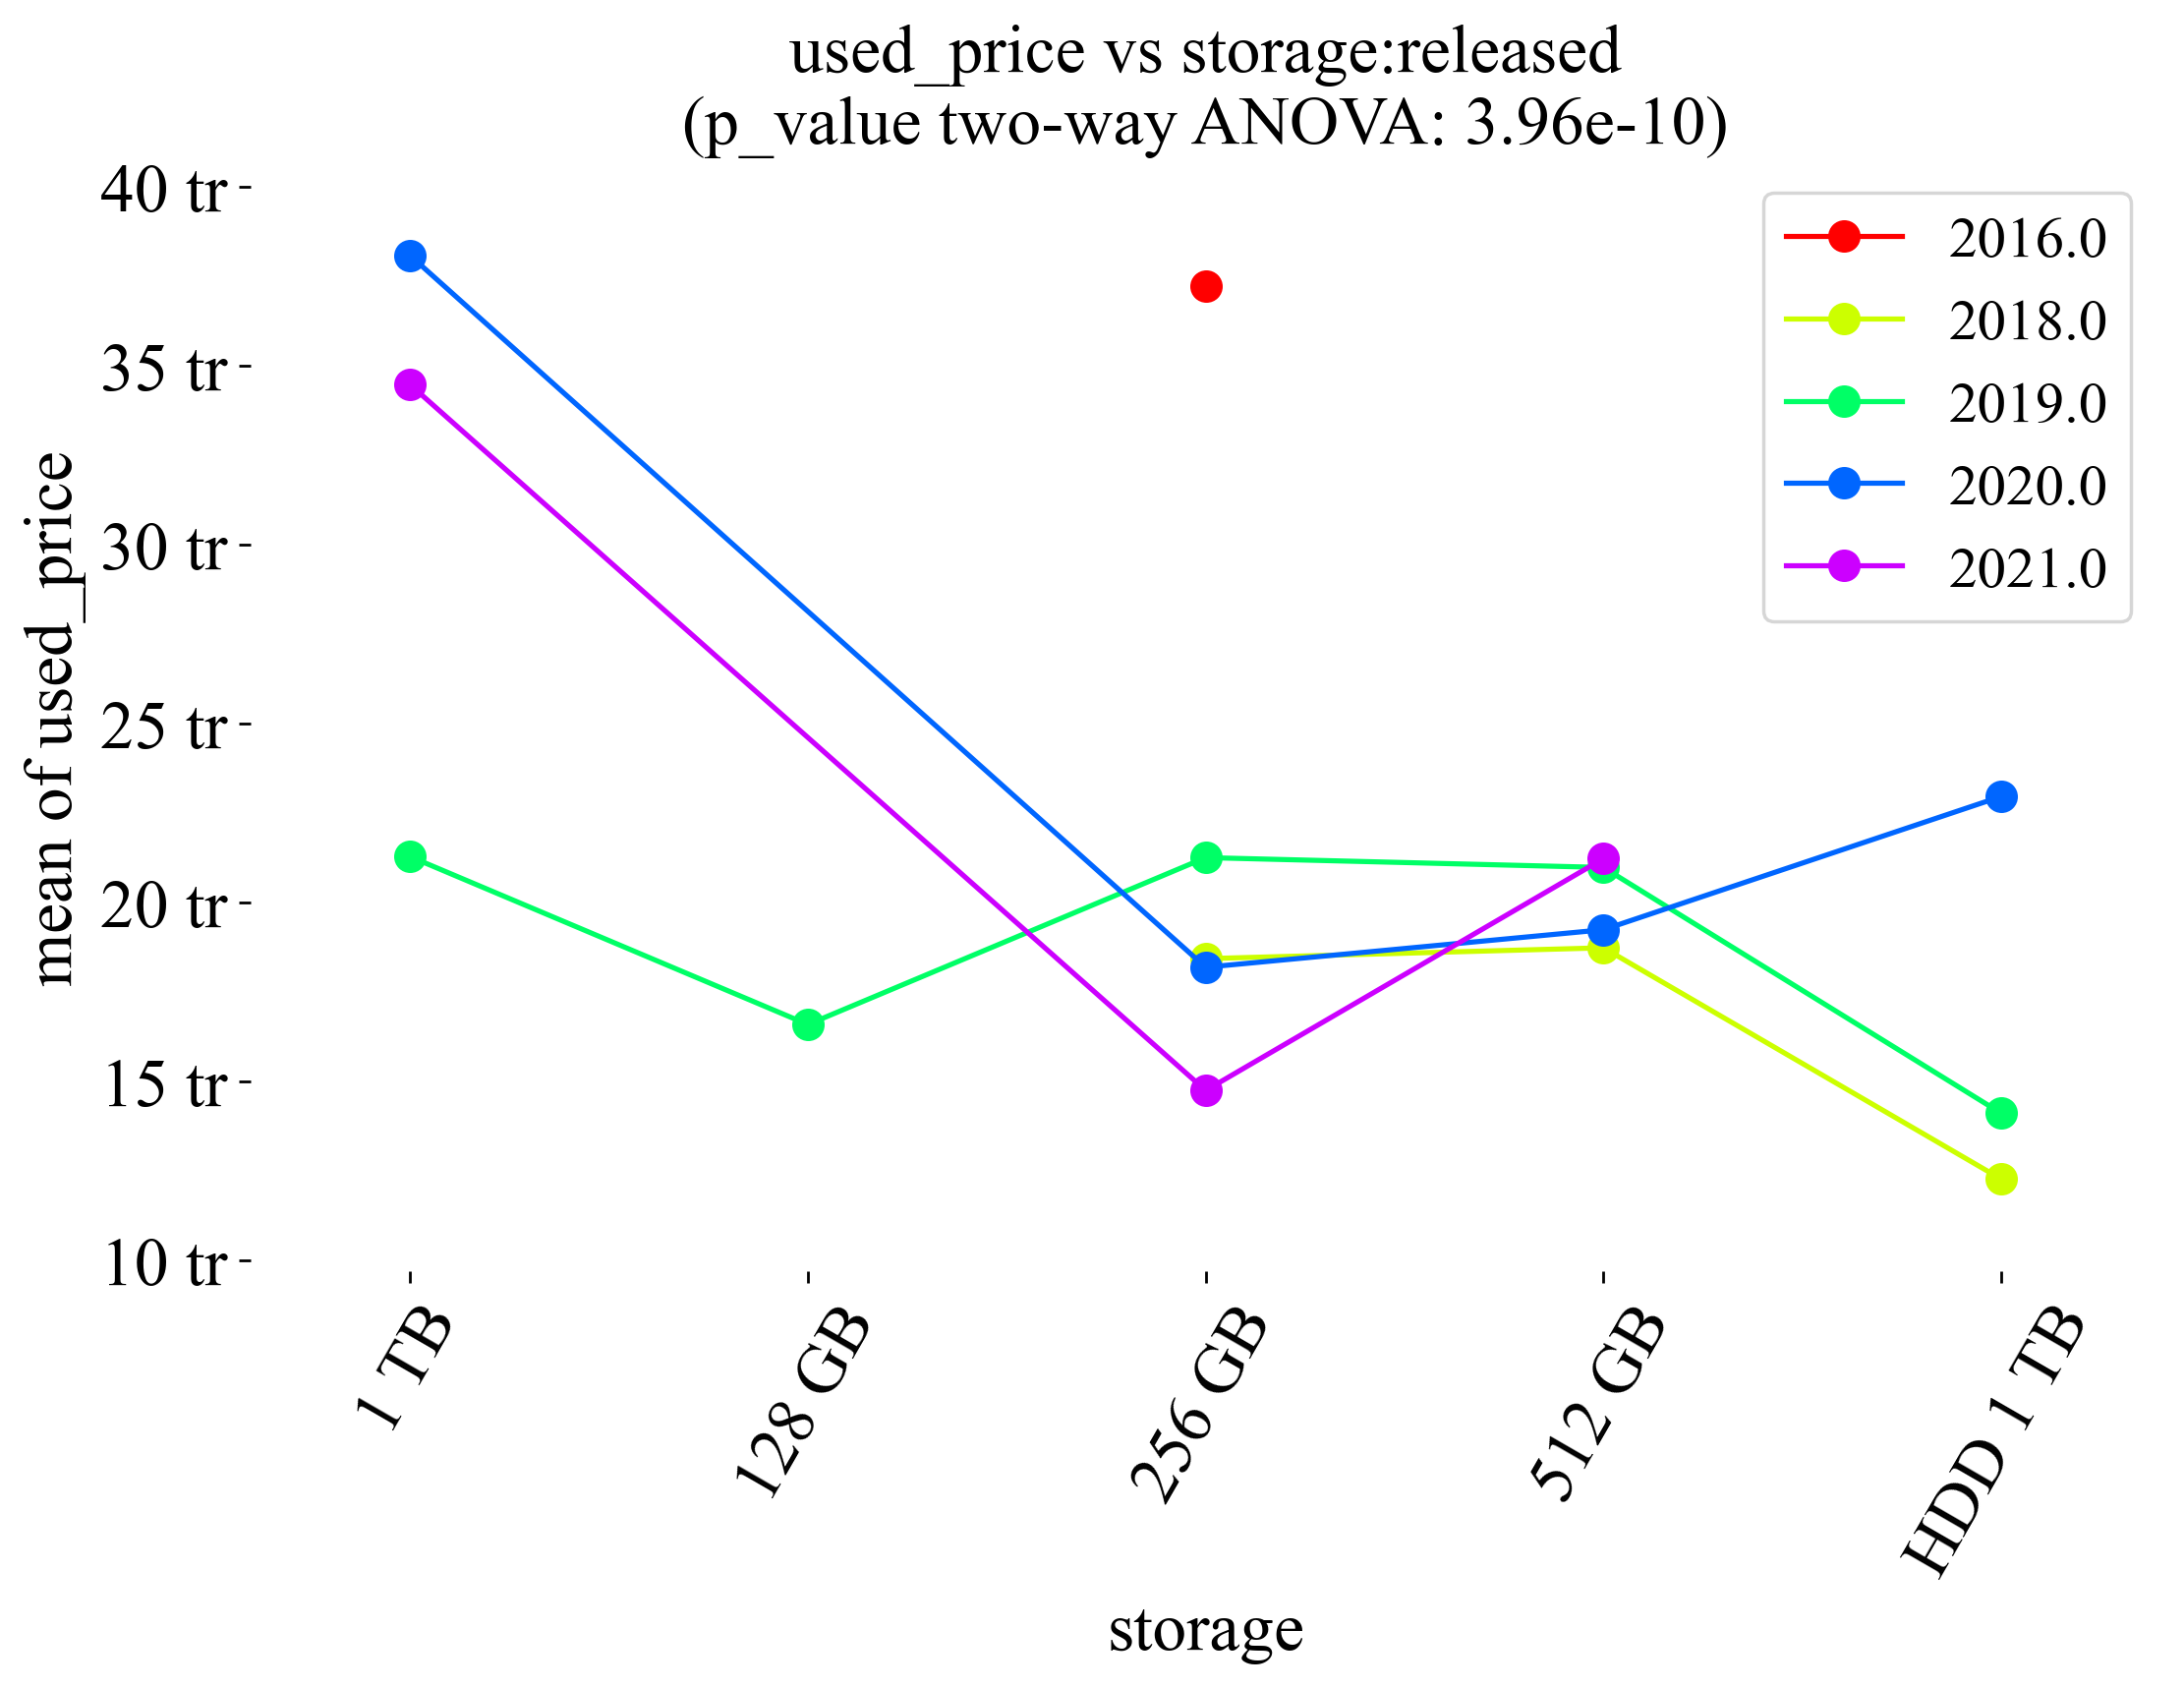 used_price vs storage:released
(p_value two-way ANOVA: 3.96e-10)
40 tr
35 tr
30 tr
25 tr
20 tr
15 tr
10 tr
mean of used_price
2016.0
2018.0
2019.0
2020.0
2021.0
1 TB
128 GB
256 GB
512 GB
HDD 1 TB
storage